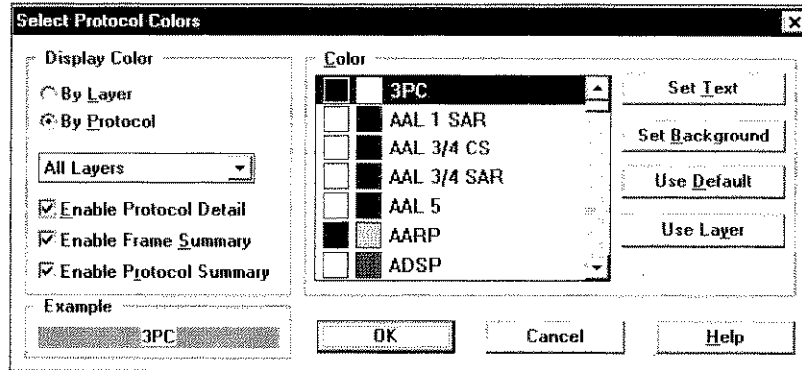 Select Protocol Colors
Display Color
By Layer
By Protocol
All Layers
Enable Protocol Detail
Enable Frame Summary
Enable Protocol Summary
Example
3PC
Color
3PC
AAL 1 SAR
AAL 3/4 CS
AAL 3/4 SAR
AAL 5
AARP
ADSP
Set Text
Set Background
Use Default
Use Layer
OK
Cancel
Help